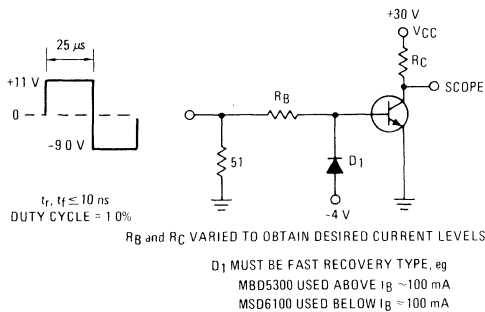 +30 V
VCC
25 μs
RC
+11 V
SCOPE
RB
0
-9.0 V
51
D1
-4 V
tr, tf ≤ 10 ns
DUTY CYCLE = 1.0%
RB and RC VARIED TO OBTAIN DESIRED CURRENT LEVELS
D1 MUST BE FAST RECOVERY TYPE, eg
MBD5300 USED ABOVE IB ~100 mA
MSD6100 USED BELOW IB ≈100 mA